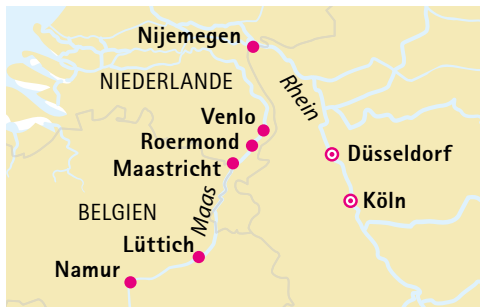 Nijemegen
NIEDERLANDE
Rhein
Venlo
Roermond
Düsseldorf
Maastricht
Köln
Maas
BELGIEN
Lüttich
Namur